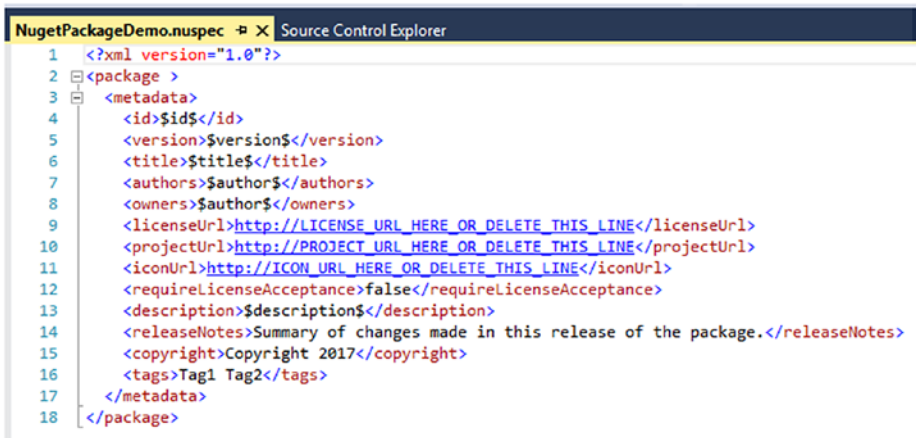 NugetPackageDemo.nuspec Source Control Explorer
1 <?xml version="1.0"?>
2 <package >
3 <metadata>
4 <id>$id$</id>
5 <version>$version$</version>
6 <title>$title$</title>
7 <authors>$author$</authors>
8 <owners>$author$</owners>
9 <licenseUrl>http://LICENSE_URL_HERE_OR_DELETE_THIS_LINE</licenseUrl>
10 <projectUrl>http://PROJECT_URL_HERE_OR_DELETE_THIS_LINE</projectUrl>
11 <iconUrl>http://ICON_URL_HERE_OR_DELETE_THIS_LINE</iconUrl>
12 <requireLicenseAcceptance>false</requireLicenseAcceptance>
13 <description>$description$</description>
14 <releaseNotes>Summary of changes made in this release of the package.</releaseNotes>
15 <copyright>Copyright 2017</copyright>
16 <tags>Tag1 Tag2</tags>
17 </metadata>
18 </package>